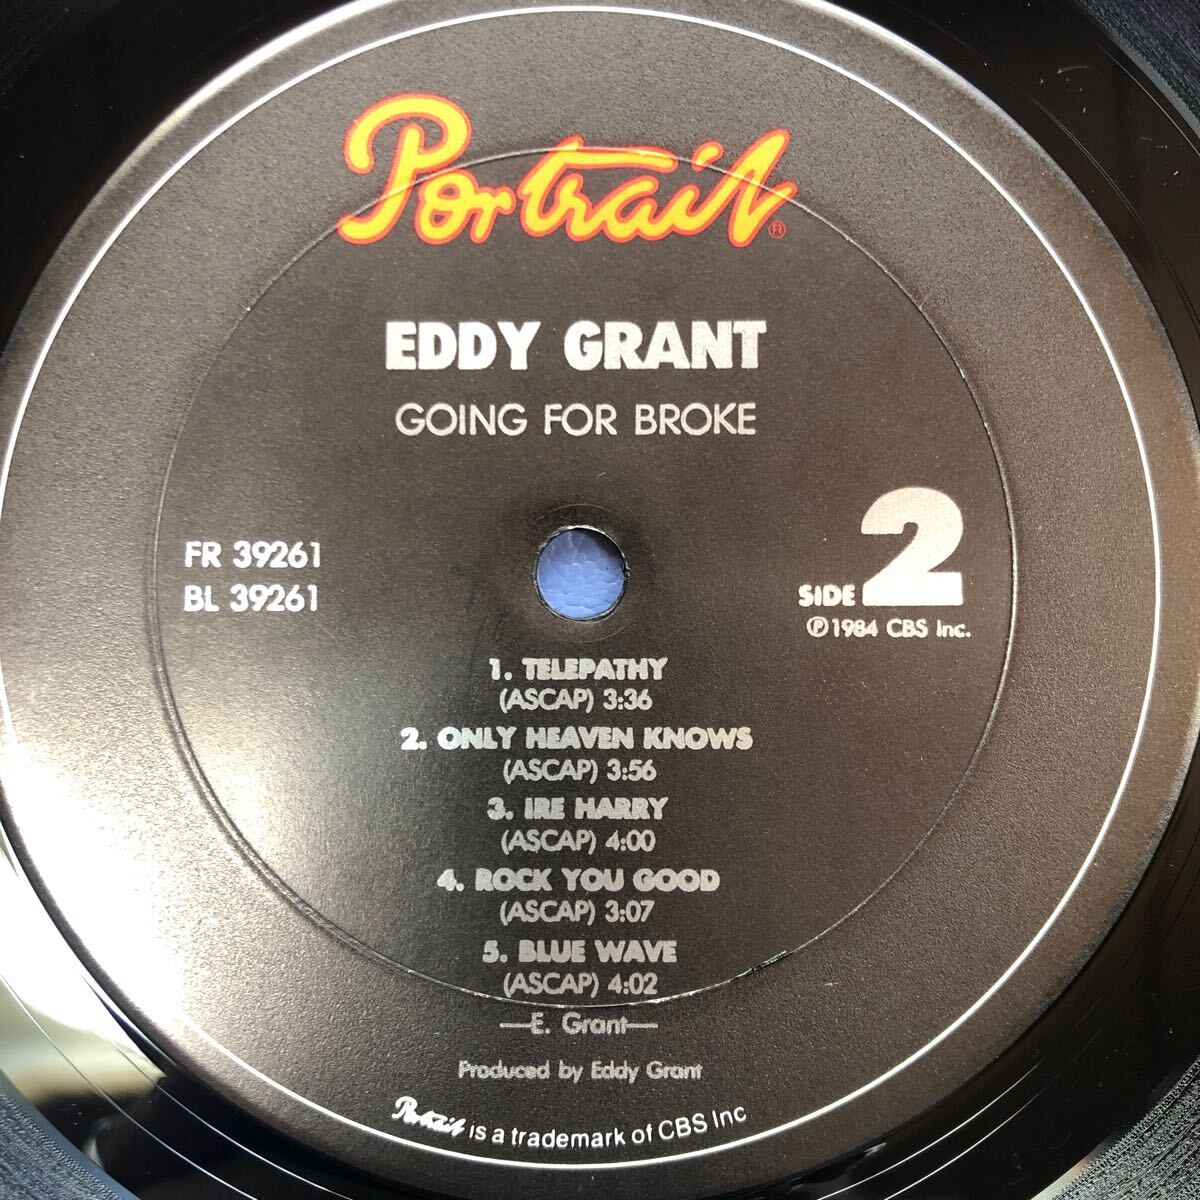 Portrait®
EDDY GRANT
GOING FOR BROKE
FR 39261
BL 39261
SIDE 2
℗1984 CBS Inc.
1. TELEPATHY
(ASCAP) 3:36
2. ONLY HEAVEN KNOWS
(ASCAP) 3:56
3. IRE HARRY
(ASCAP) 4:00
4. ROCK YOU GOOD
(ASCAP) 3:07
5. BLUE WAVE
(ASCAP) 4:02
—E. Grant—
Produced by Eddy Grant
Portrait is a trademark of CBS Inc